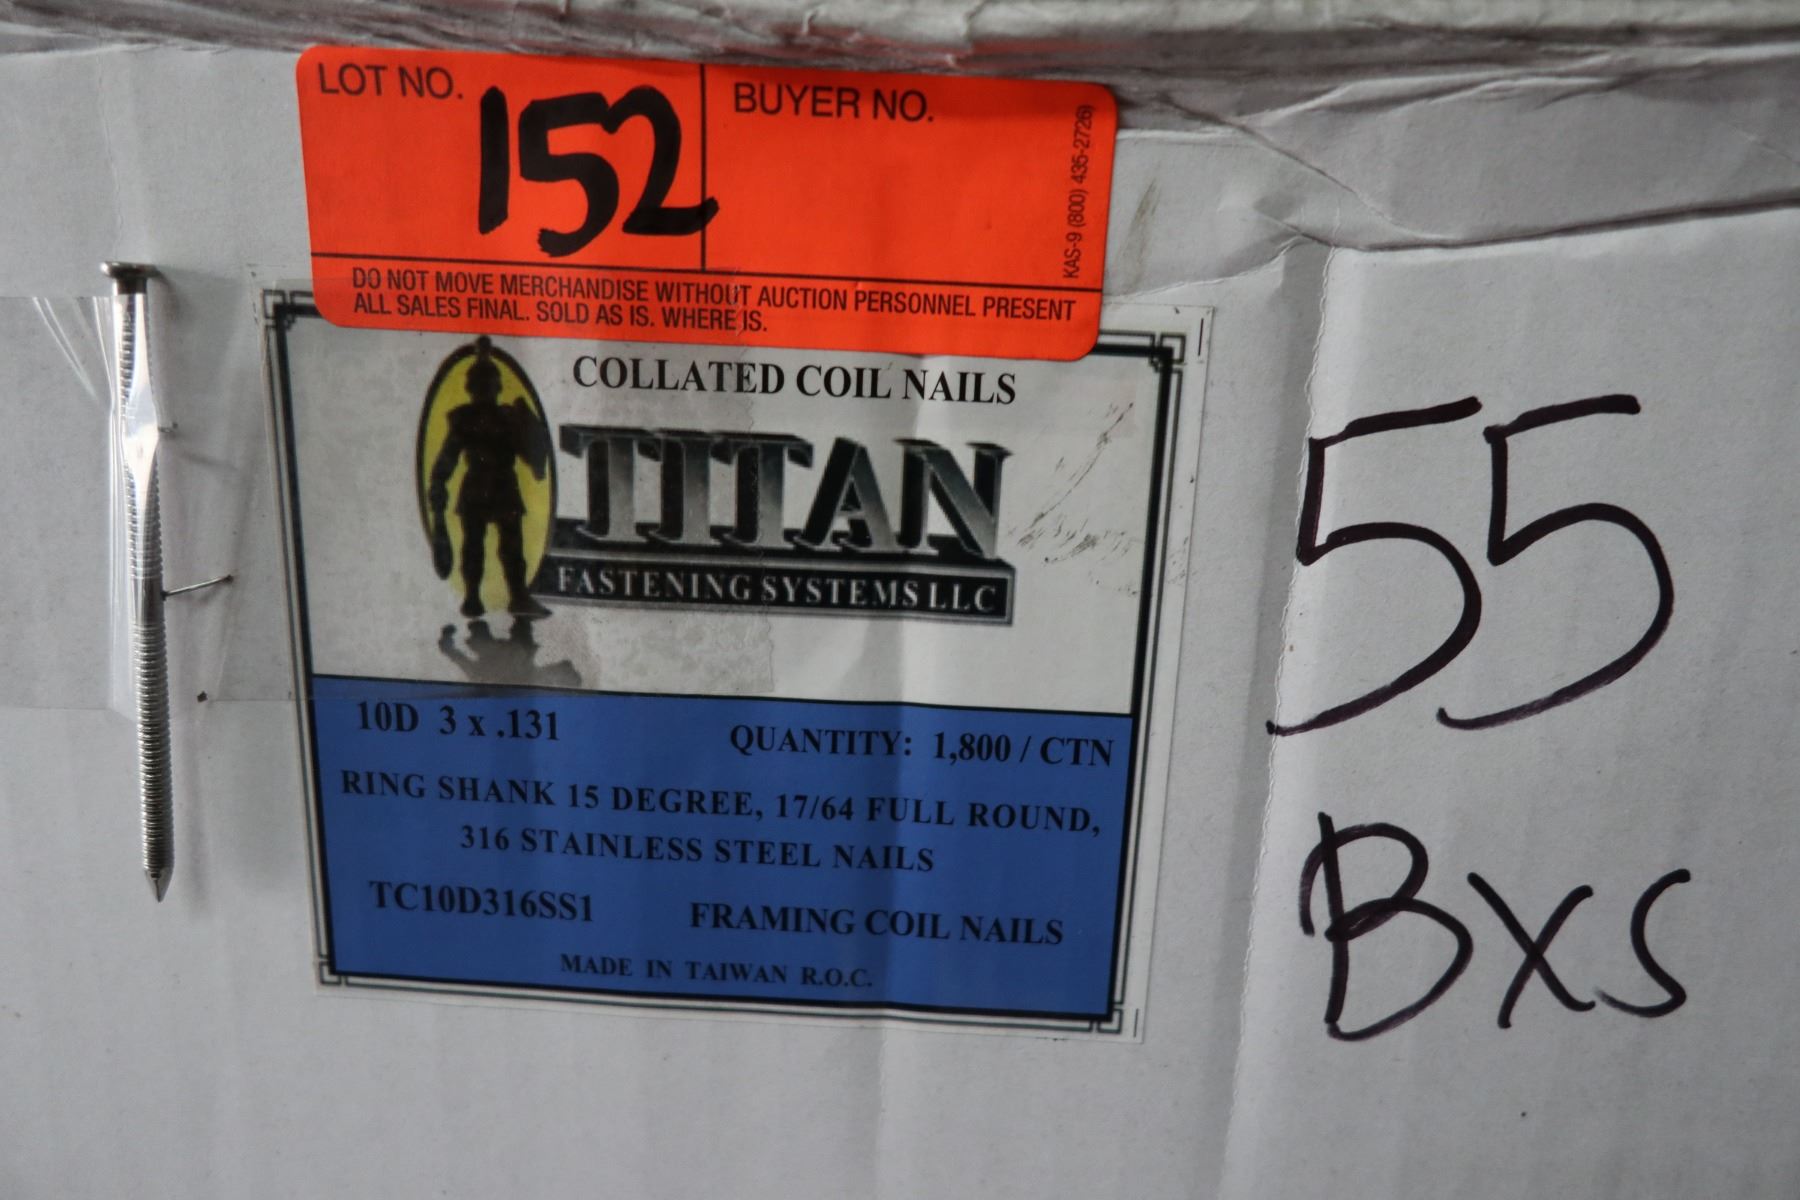 LOT NO. 152
BUYER NO.
KAS-9 (800) 435-2726)
DO NOT MOVE MERCHANDISE WITHOUT AUCTION PERSONNEL PRESENT
ALL SALES FINAL. SOLD AS IS. WHERE IS.
COLLATED COIL NAILS
TITAN
FASTENING SYSTEMS LLC
10D 3 x .131 QUANTITY: 1,800 / CTN
RING SHANK 15 DEGREE, 17/64 FULL ROUND,
316 STAINLESS STEEL NAILS
TC10D316SS1 FRAMING COIL NAILS
MADE IN TAIWAN R.O.C.
55
BXS